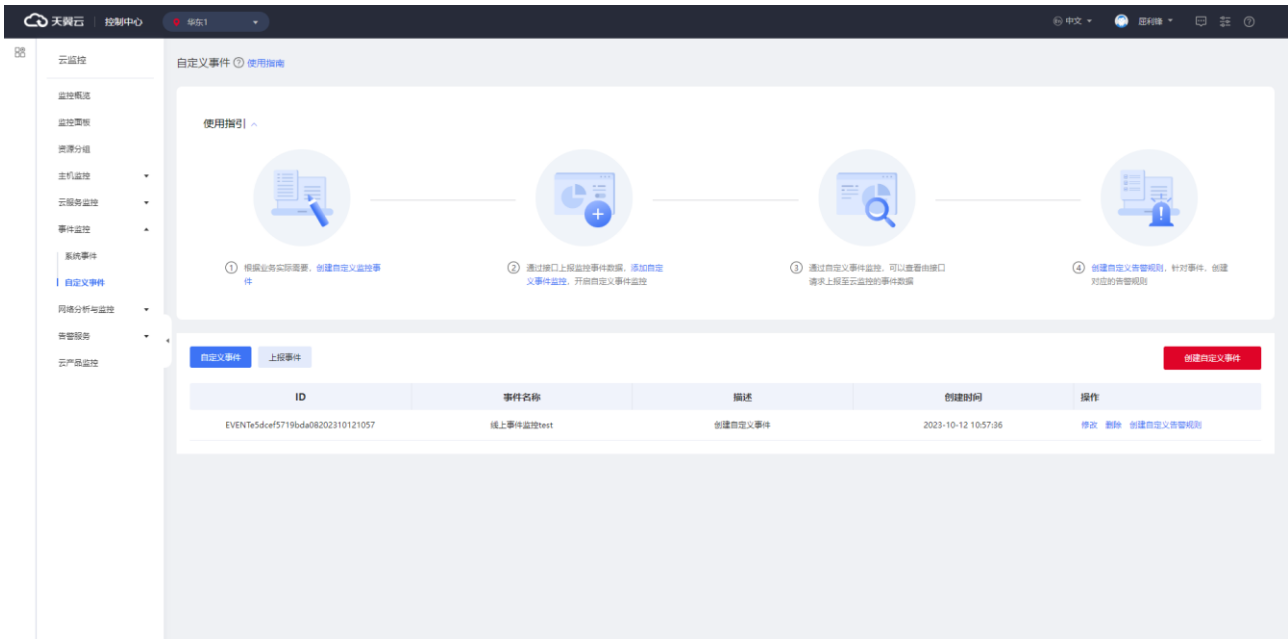 天翼云 控制中心 华东1 中文 屈利锋
云监控
监控概览
监控面板
资源分组
主机监控
云服务监控
事件监控
系统事件
自定义事件
网络分析与监控
告警服务
云产品监控
自定义事件 使用指南
使用指引
1 根据业务实际需要，创建自定义监控事
件
2 通过接口上报监控事件数据，添加自定
义事件监控，开启自定义事件监控
3 通过自定义事件监控，可以查看由接口
请求上报至云监控的事件数据
4 创建自定义告警规则，针对事件，创建
对应的告警规则
自定义事件 上报事件 创建自定义事件
ID 事件名称 描述 创建时间 操作
EVENTe5dcef5719bda08202310121057 线上事件监控test 创建自定义事件 2023-10-12 10:57:36 修改 删除 创建自定义告警规则